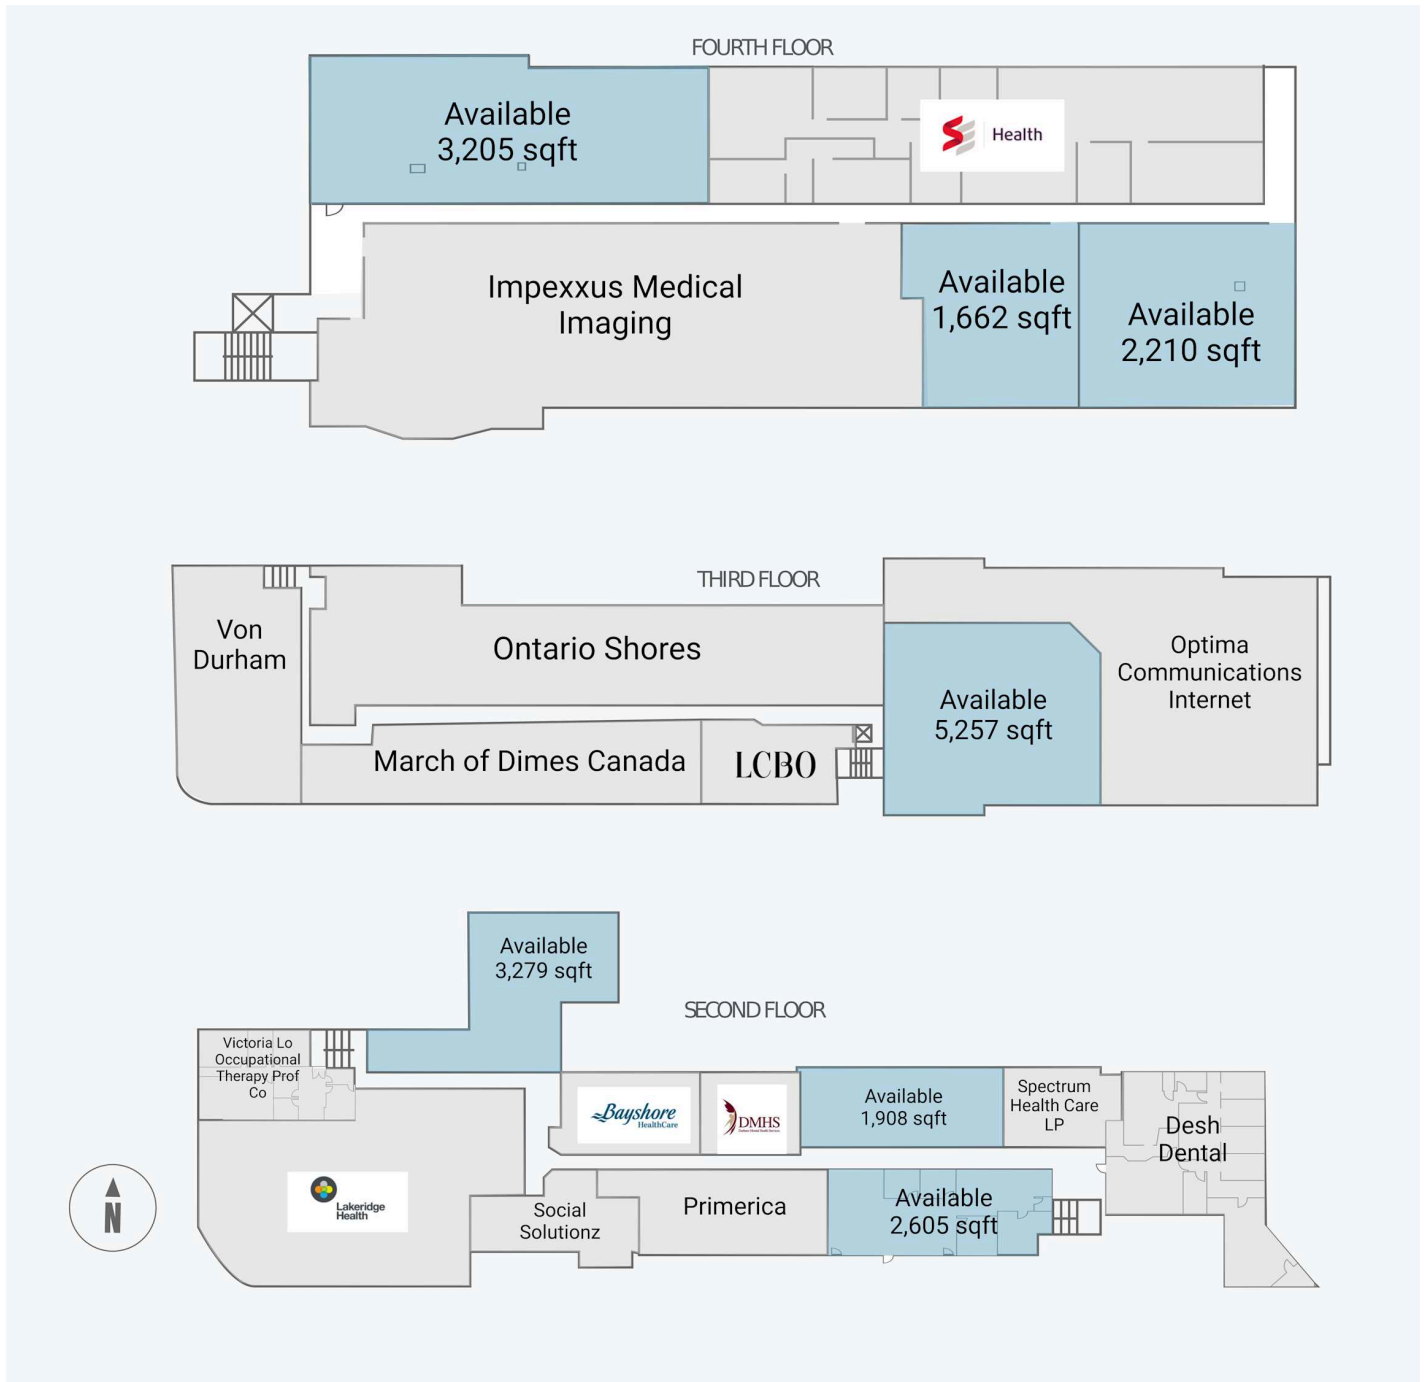 FOURTH FLOOR
Available
3,205 sqft
Health
Impexxus Medical
Imaging
Available
1,662 sqft
Available
2,210 sqft
THIRD FLOOR
Von
Durham
Ontario Shores
Optima
Communications
Internet
Available
5,257 sqft
March of Dimes Canada
LCBO
Available
3,279 sqft
SECOND FLOOR
Victoria Lo
Occupational
Therapy Prof
Co
Bayshore
HealthCare
DMHS
Available
1,908 sqft
Spectrum
Health Care
LP
Desh
Dental
Lakeridge
Health
Social
Solutionz
Primerica
Available
2,605 sqft
N